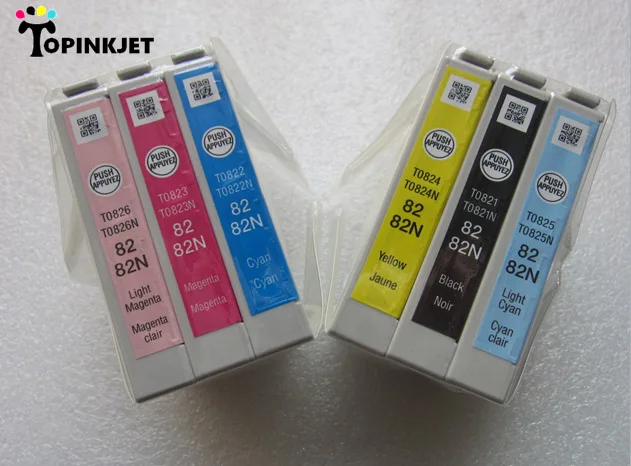 TOPINKJET
PUSH
APPUYEZ
T0826
T0826N
82
82N
Light
Magenta
Magenta
clair
PUSH
APPUYEZ
T0823
T0823N
82
82N
Magenta
Magenta
PUSH
APPUYEZ
T0822
T0822N
82
82N
Cyan
Cyan
PUSH
APPUYEZ
T0824
T0824N
82
82N
Yellow
Jaune
PUSH
APPUYEZ
T0821
T0821N
82
82N
Black
Noir
PUSH
APPUYEZ
T0825
T0825N
82
82N
Light
Cyan
Cyan
clair